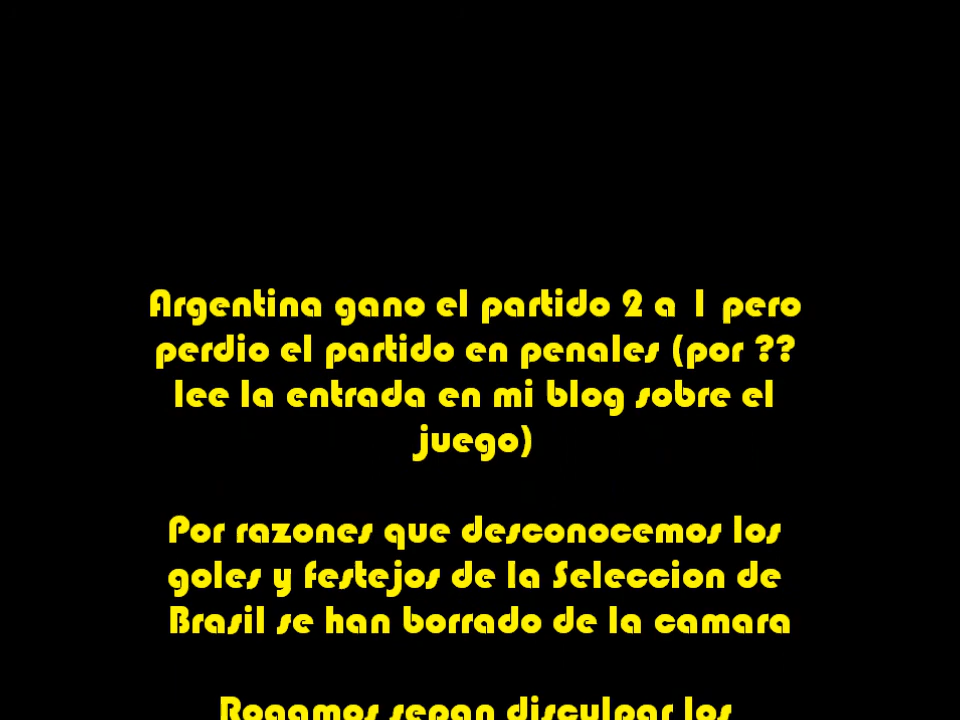 Argentina gano el partido 2 a 1 pero
perdio el partido en penales (por ??
lee la entrada en mi blog sobre el
juego)
Por razones que desconocemos los
goles y festejos de la Seleccion de
Brasil se han borrado de la camara
Rogamos sepan disculpar los